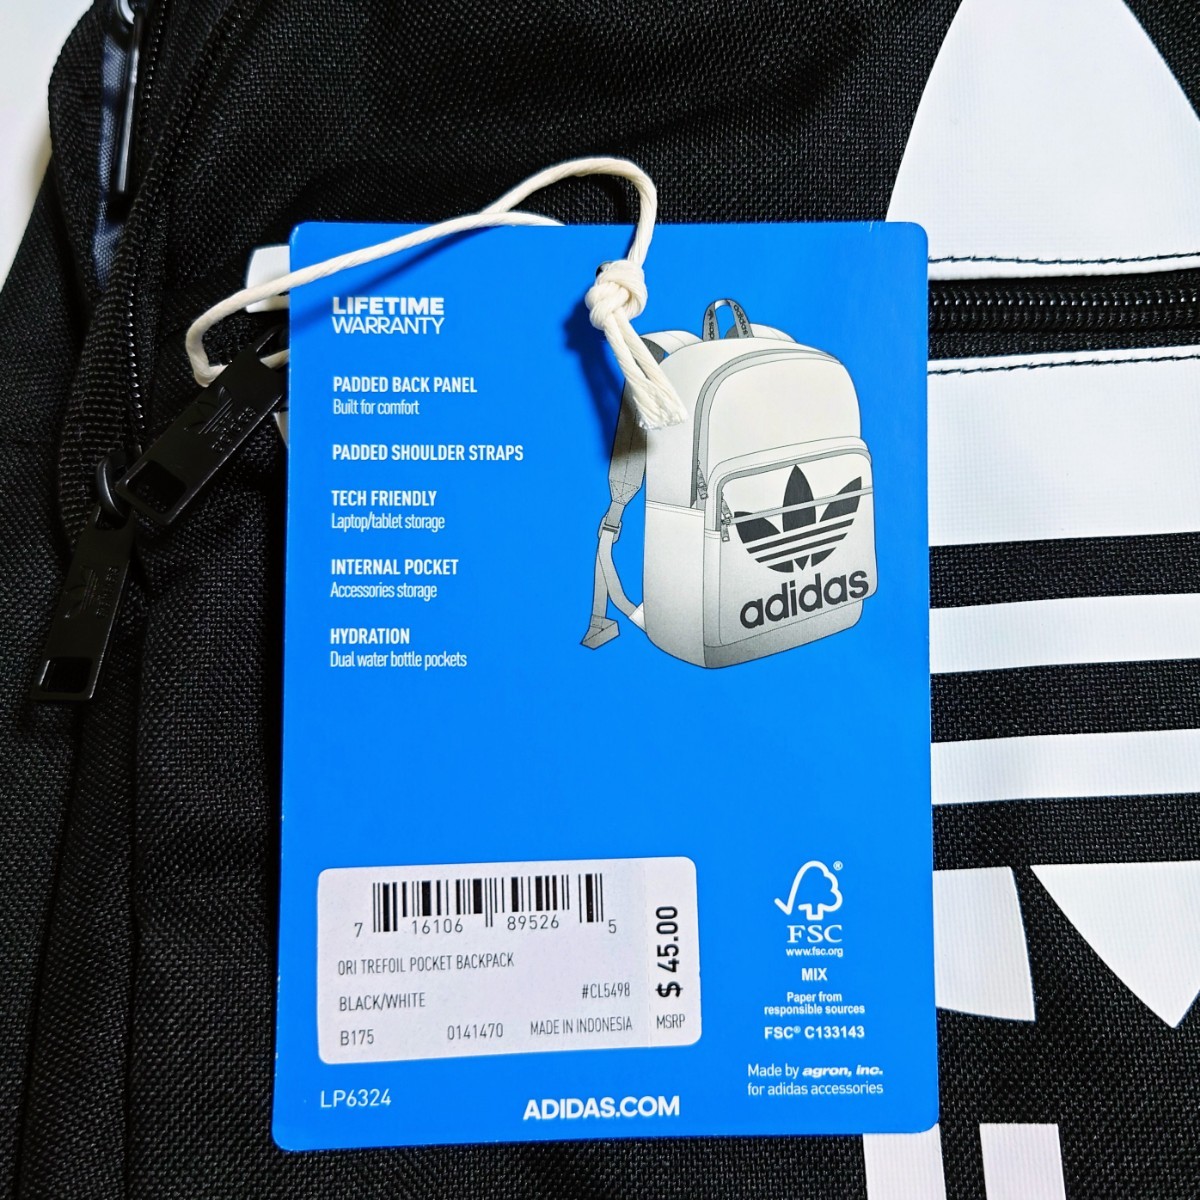 LIFETIME
WARRANTY
PADDED BACK PANEL
Built for comfort
PADDED SHOULDER STRAPS
TECH FRIENDLY
Laptop/tablet storage
INTERNAL POCKET
Accessories storage
HYDRATION
Dual water bottle pockets
adidas
adidas
7 16106 89526 5
ORI TREFOIL POCKET BACKPACK
BLACK/WHITE #CL5498
B175 0141470 MADE IN INDONESIA
$ 45.00
MSRP
LP6324
ADIDAS.COM
®
FSC
www.fsc.org
MIX
Paper from
responsible sources
FSC® C133143
Made by agron, inc.
for adidas accessories